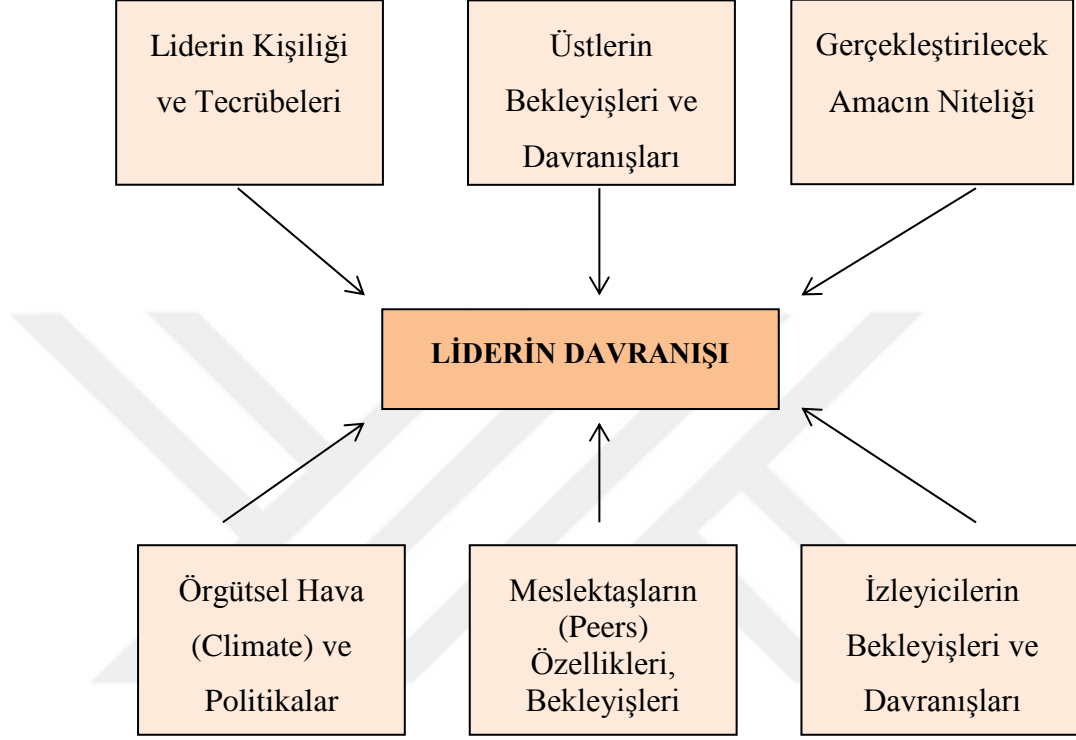 Liderin Kişiliği
ve Tecrübeleri
Üstlerin
Bekleyişleri ve
Davranışları
Gerçekleştirilecek
Amacın Niteliği
LİDERİN DAVRANIŞI
Örgütsel Hava
(Climate) ve
Politikalar
Meslektaşların
(Peers)
Özellikleri,
Bekleyişleri
İzleyicilerin
Bekleyişleri ve
Davranışları